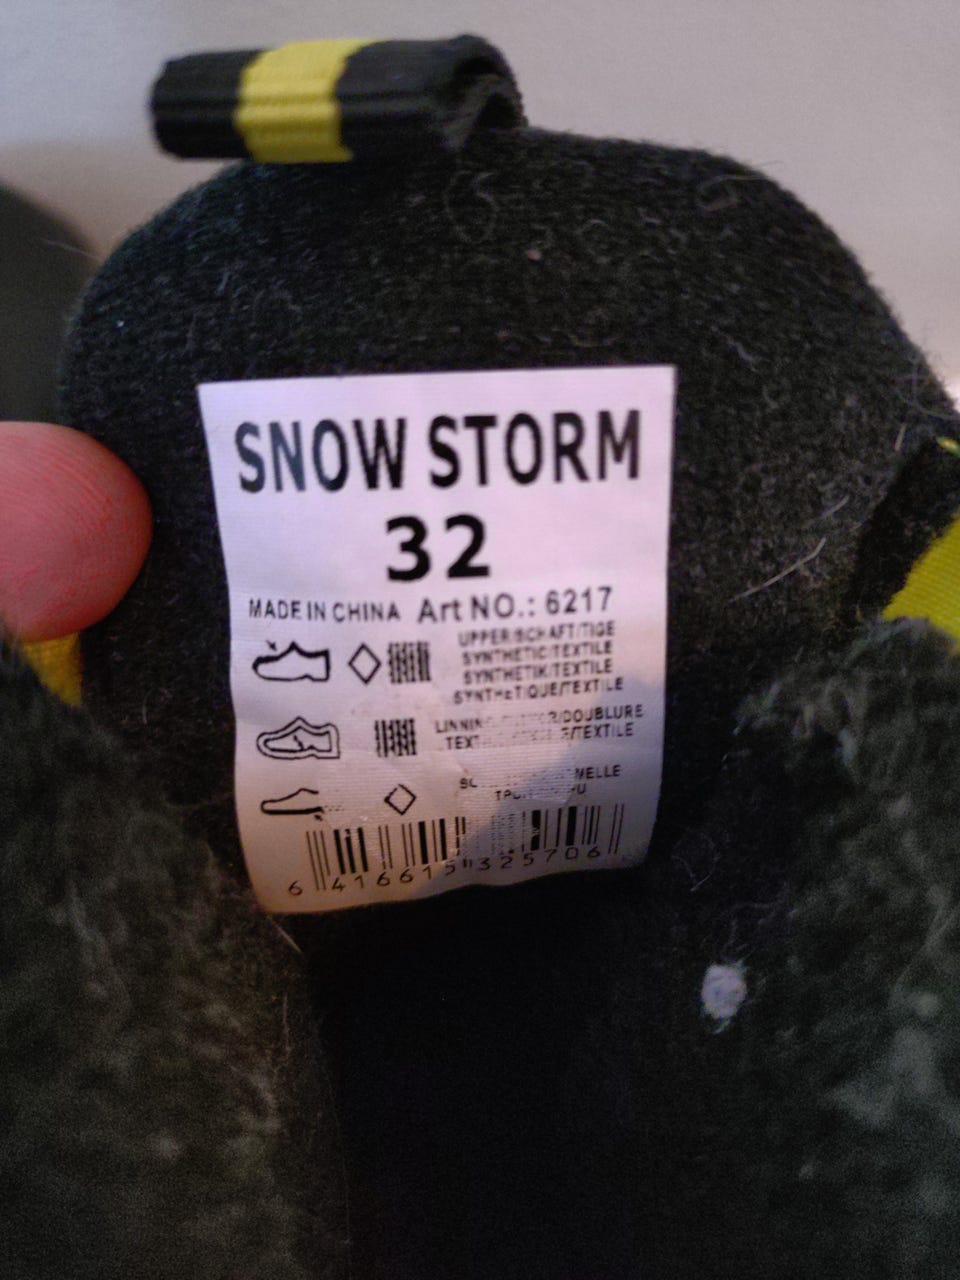 SNOW STORM
32
MADE IN CHINA Art NO.: 6217
UPPER/SCHAFT/TIGE
SYNTHETIC/TEXTILE
SYNTHETIK/TEXTILE
SYNTHETIQUE/TEXTILE
/DOUBLURE
/TEXTILE
6 416615 325706